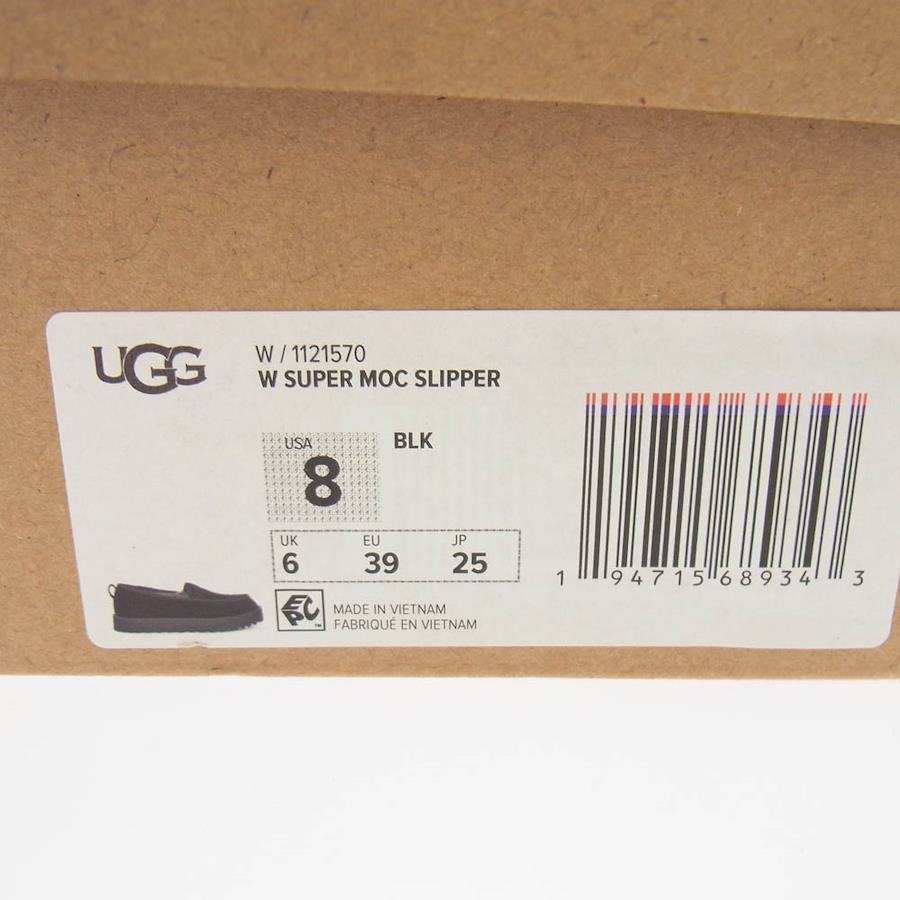 UGG
W / 1121570
W SUPER MOC SLIPPER
USA
8
BLK
UK EU JP
6 39 25
EPC™
MADE IN VIETNAM
FABRIQUÉ EN VIETNAM
1 94715 68934 3